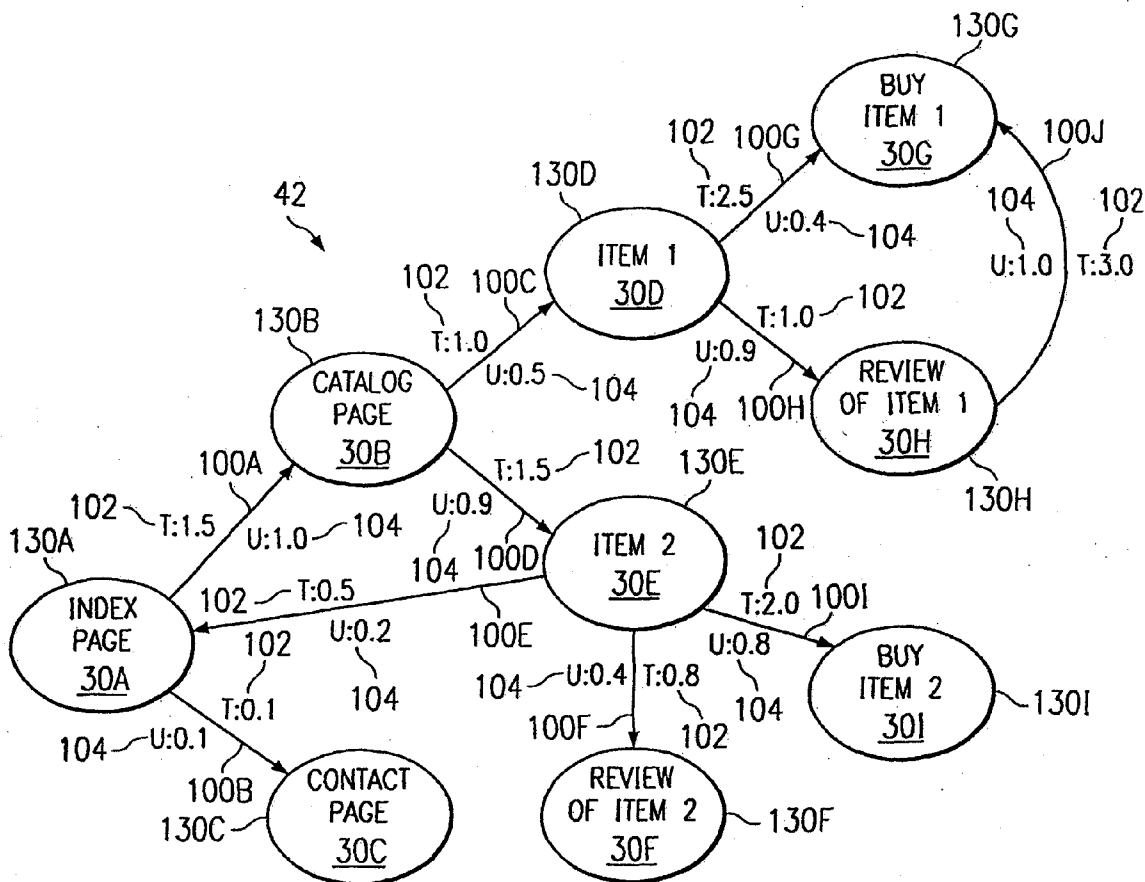 130G
BUY
ITEM 1
30G
102
100G
100J
T:2.5
U:0.4
104
104
102
U:1.0
T:3.0
42
130D
ITEM 1
30D
102
100C
T:1.0
U:0.5
104
T:1.0
102
U:0.9
104
100H
REVIEW
OF ITEM 1
30H
130H
130B
CATALOG
PAGE
30B
100A
102
T:1.5
U:1.0
104
T:1.5
102
U:0.9
104
100D
130E
ITEM 2
30E
130A
INDEX
PAGE
30A
102
T:0.5
U:0.2
104
100E
102
T:2.0
100I
U:0.8
104
BUY
ITEM 2
30I
130I
102
T:0.1
104
U:0.1
100B
104
U:0.4
T:0.8
102
100F
CONTACT
PAGE
30C
130C
REVIEW
OF ITEM 2
30F
130F